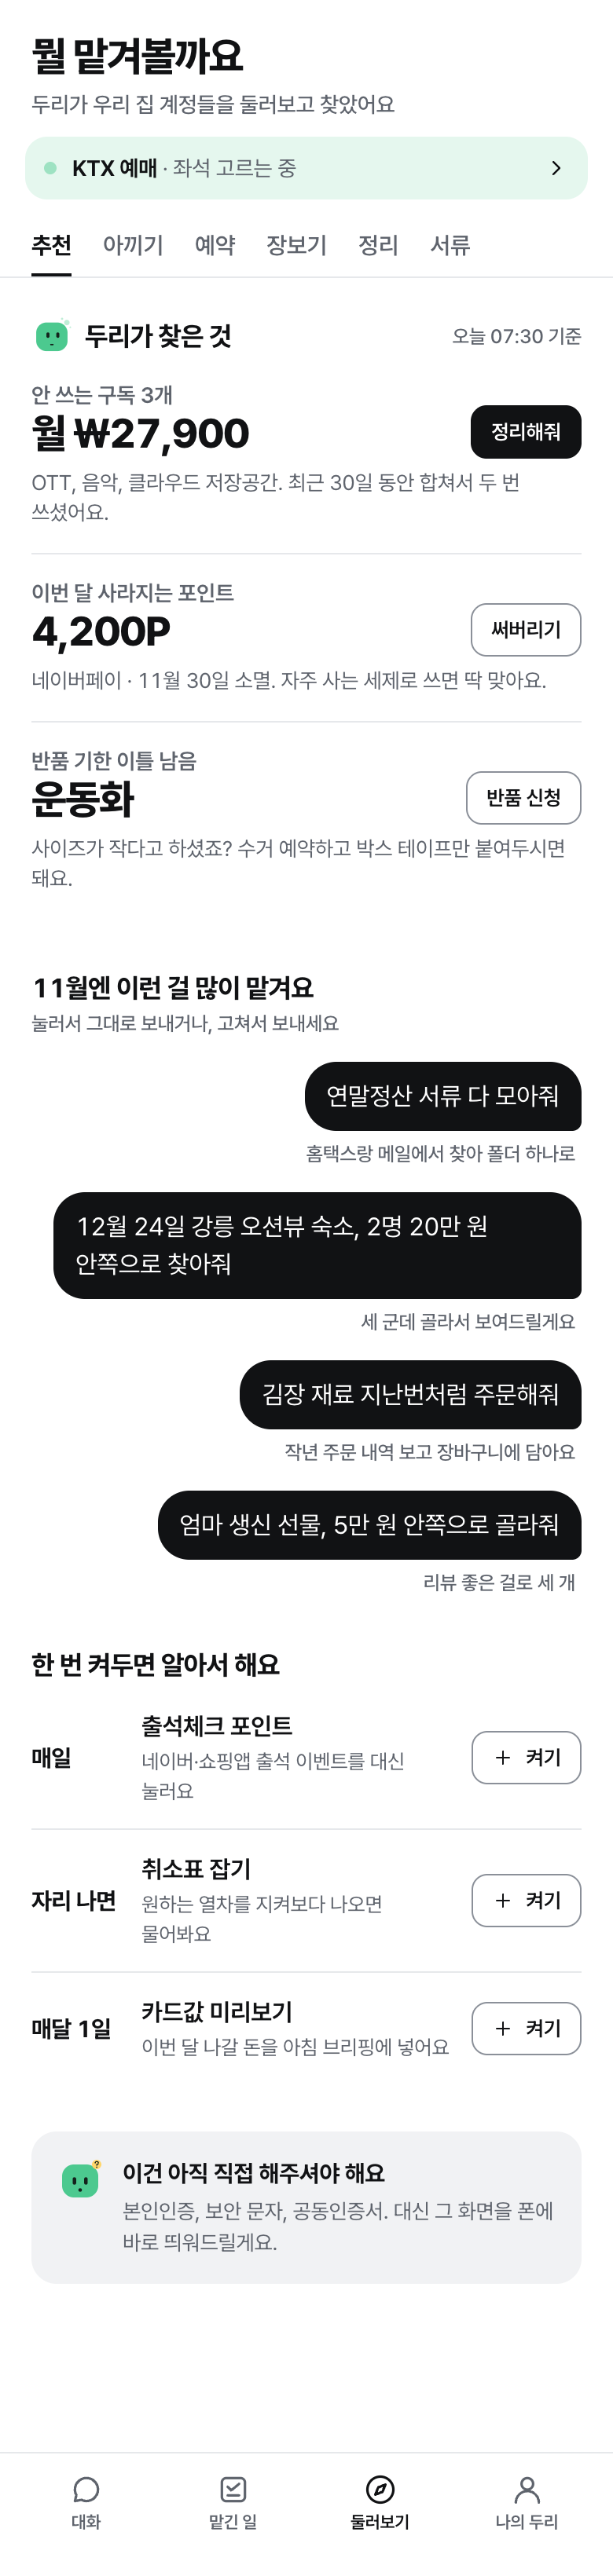 뭘 맡겨볼까요
두리가 우리 집 계정들을 둘러보고 찾았어요
KTX 예매 · 좌석 고르는 중
추천 아끼기 예약 장보기 정리 서류
두리가 찾은 것
오늘 07:30 기준
안 쓰는 구독 3개
월 ₩27,900
정리해줘
OTT, 음악, 클라우드 저장공간. 최근 30일 동안 합쳐서 두 번
쓰셨어요.
이번 달 사라지는 포인트
4,200P
써버리기
네이버페이 · 11월 30일 소멸. 자주 사는 세제로 쓰면 딱 맞아요.
반품 기한 이틀 남음
운동화
반품 신청
사이즈가 작다고 하셨죠? 수거 예약하고 박스 테이프만 붙여두시면
돼요.
11월엔 이런 걸 많이 맡겨요
눌러서 그대로 보내거나, 고쳐서 보내세요
연말정산 서류 다 모아줘
홈택스랑 메일에서 찾아 폴더 하나로
12월 24일 강릉 오션뷰 숙소, 2명 20만 원
안쪽으로 찾아줘
세 군데 골라서 보여드릴게요
김장 재료 지난번처럼 주문해줘
작년 주문 내역 보고 장바구니에 담아요
엄마 생신 선물, 5만 원 안쪽으로 골라줘
리뷰 좋은 걸로 세 개
한 번 켜두면 알아서 해요
매일
출석체크 포인트
네이버·쇼핑앱 출석 이벤트를 대신
눌러요
켜기
자리 나면
취소표 잡기
원하는 열차를 지켜보다 나오면
물어봐요
켜기
매달 1일
카드값 미리보기
이번 달 나갈 돈을 아침 브리핑에 넣어요
켜기
?
이건 아직 직접 해주셔야 해요
본인인증, 보안 문자, 공동인증서. 대신 그 화면을 폰에
바로 띄워드릴게요.
대화 맡긴 일 둘러보기 나의 두리